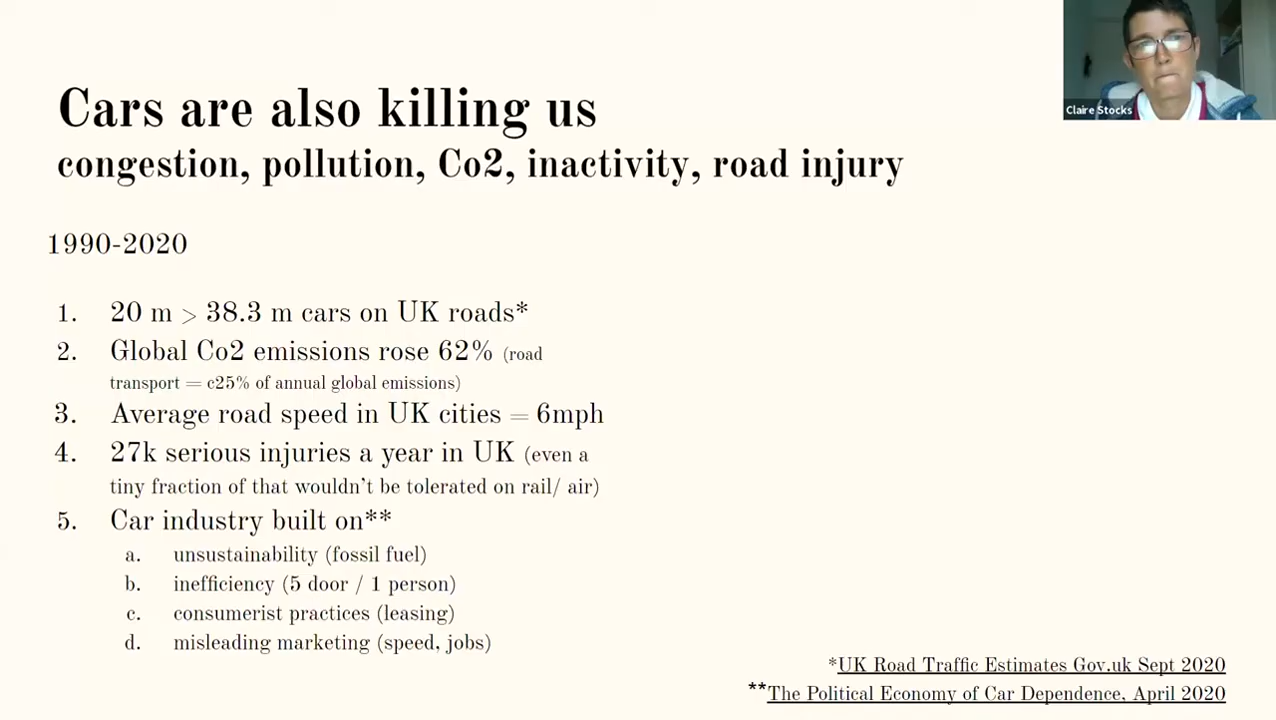 Claire Stocks
Cars are also killing us
congestion, pollution, Co2, inactivity, road injury
1990-2020
1. 20 m > 38.3 m cars on UK roads*
2. Global Co2 emissions rose 62% (road
transport = c25% of annual global emissions)
3. Average road speed in UK cities = 6mph
4. 27k serious injuries a year in UK (even a
tiny fraction of that wouldn't be tolerated on rail/ air)
5. Car industry built on**
a. unsustainability (fossil fuel)
b. inefficiency (5 door / 1 person)
c. consumerist practices (leasing)
d. misleading marketing (speed, jobs)
*UK Road Traffic Estimates Gov.uk Sept 2020
**The Political Economy of Car Dependence, April 2020